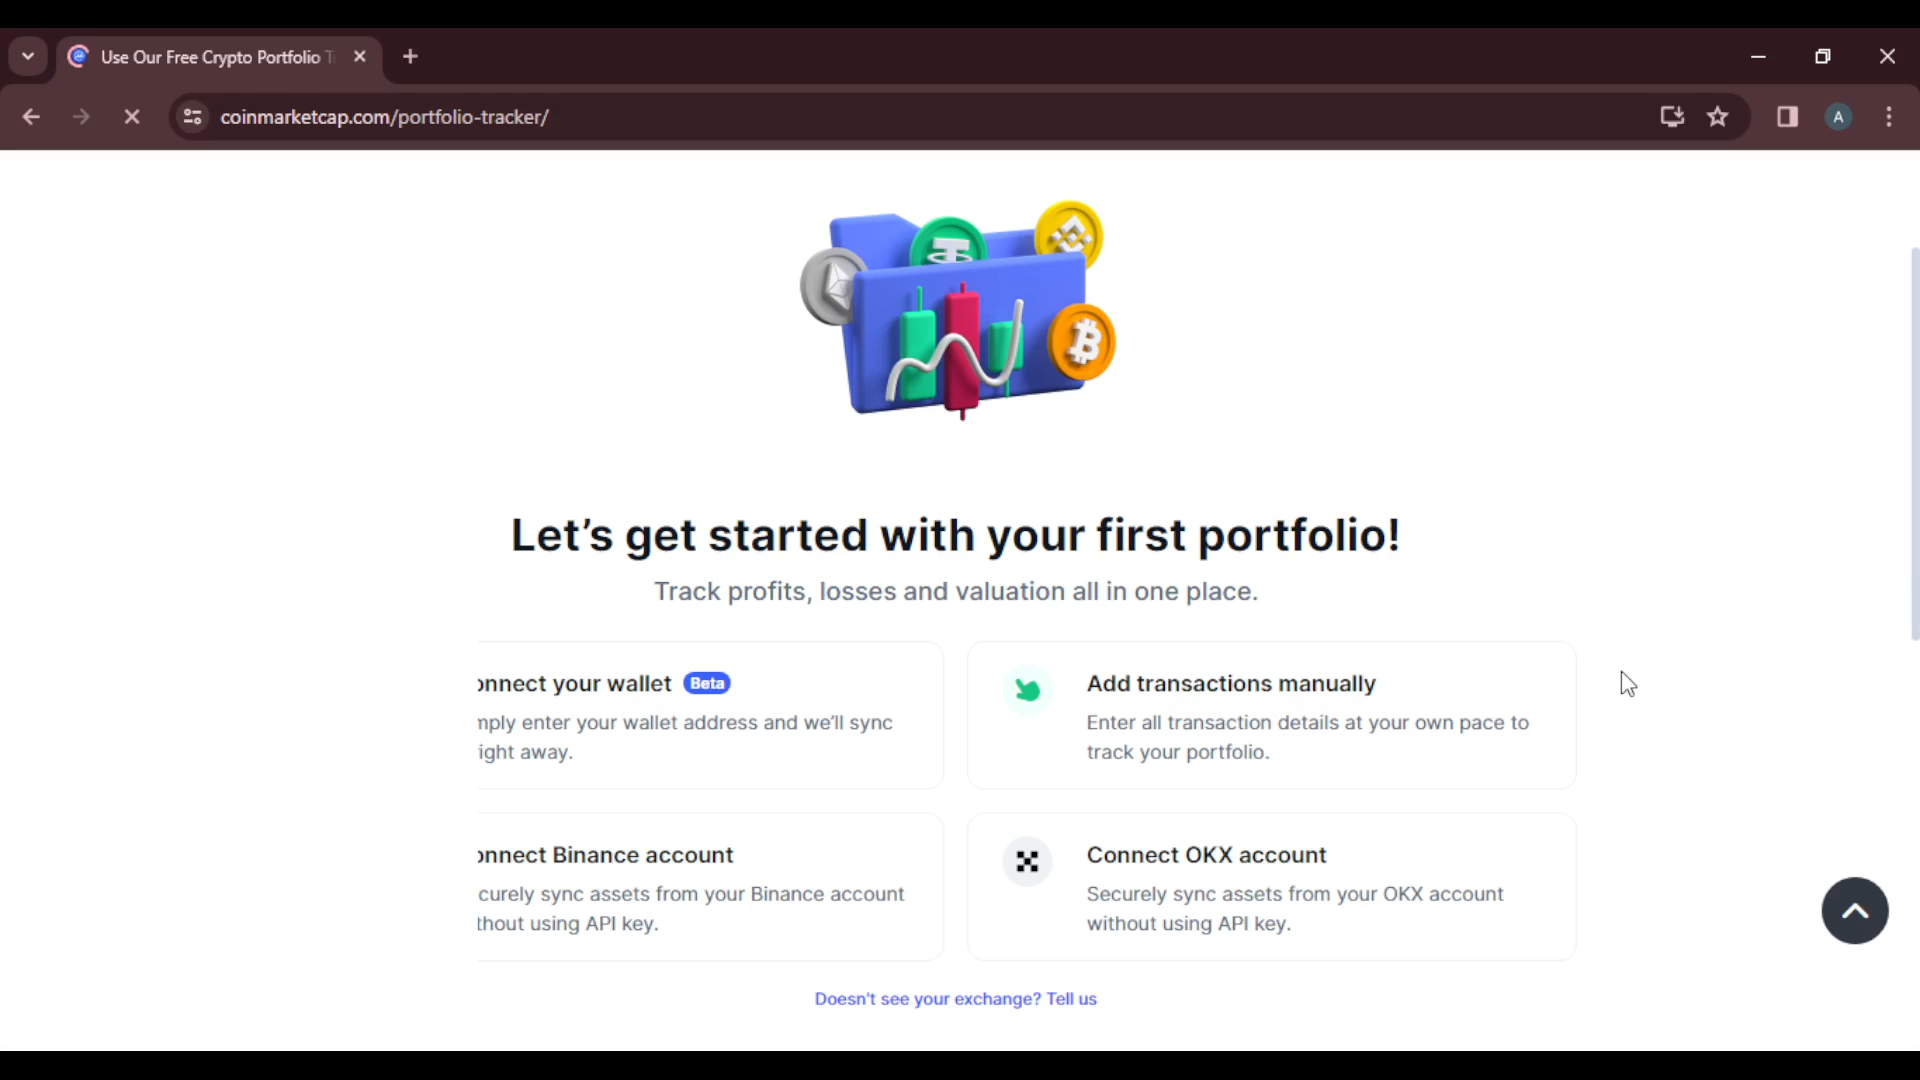 Use Our Free Crypto Portfolio
coinmarketcap.com/portfolio-tracker/
A
Let's get started with your first portfolio!
Track profits, losses and valuation all in one place.
onnect your wallet Beta
mply enter your wallet address and we'll sync
ight away.
Add transactions manually
Enter all transaction details at your own pace to
track your portfolio.
onnect Binance account
curely sync assets from your Binance account
thout using API key.
Connect OKX account
Securely sync assets from your OKX account
without using API key.
Doesn't see your exchange? Tell us